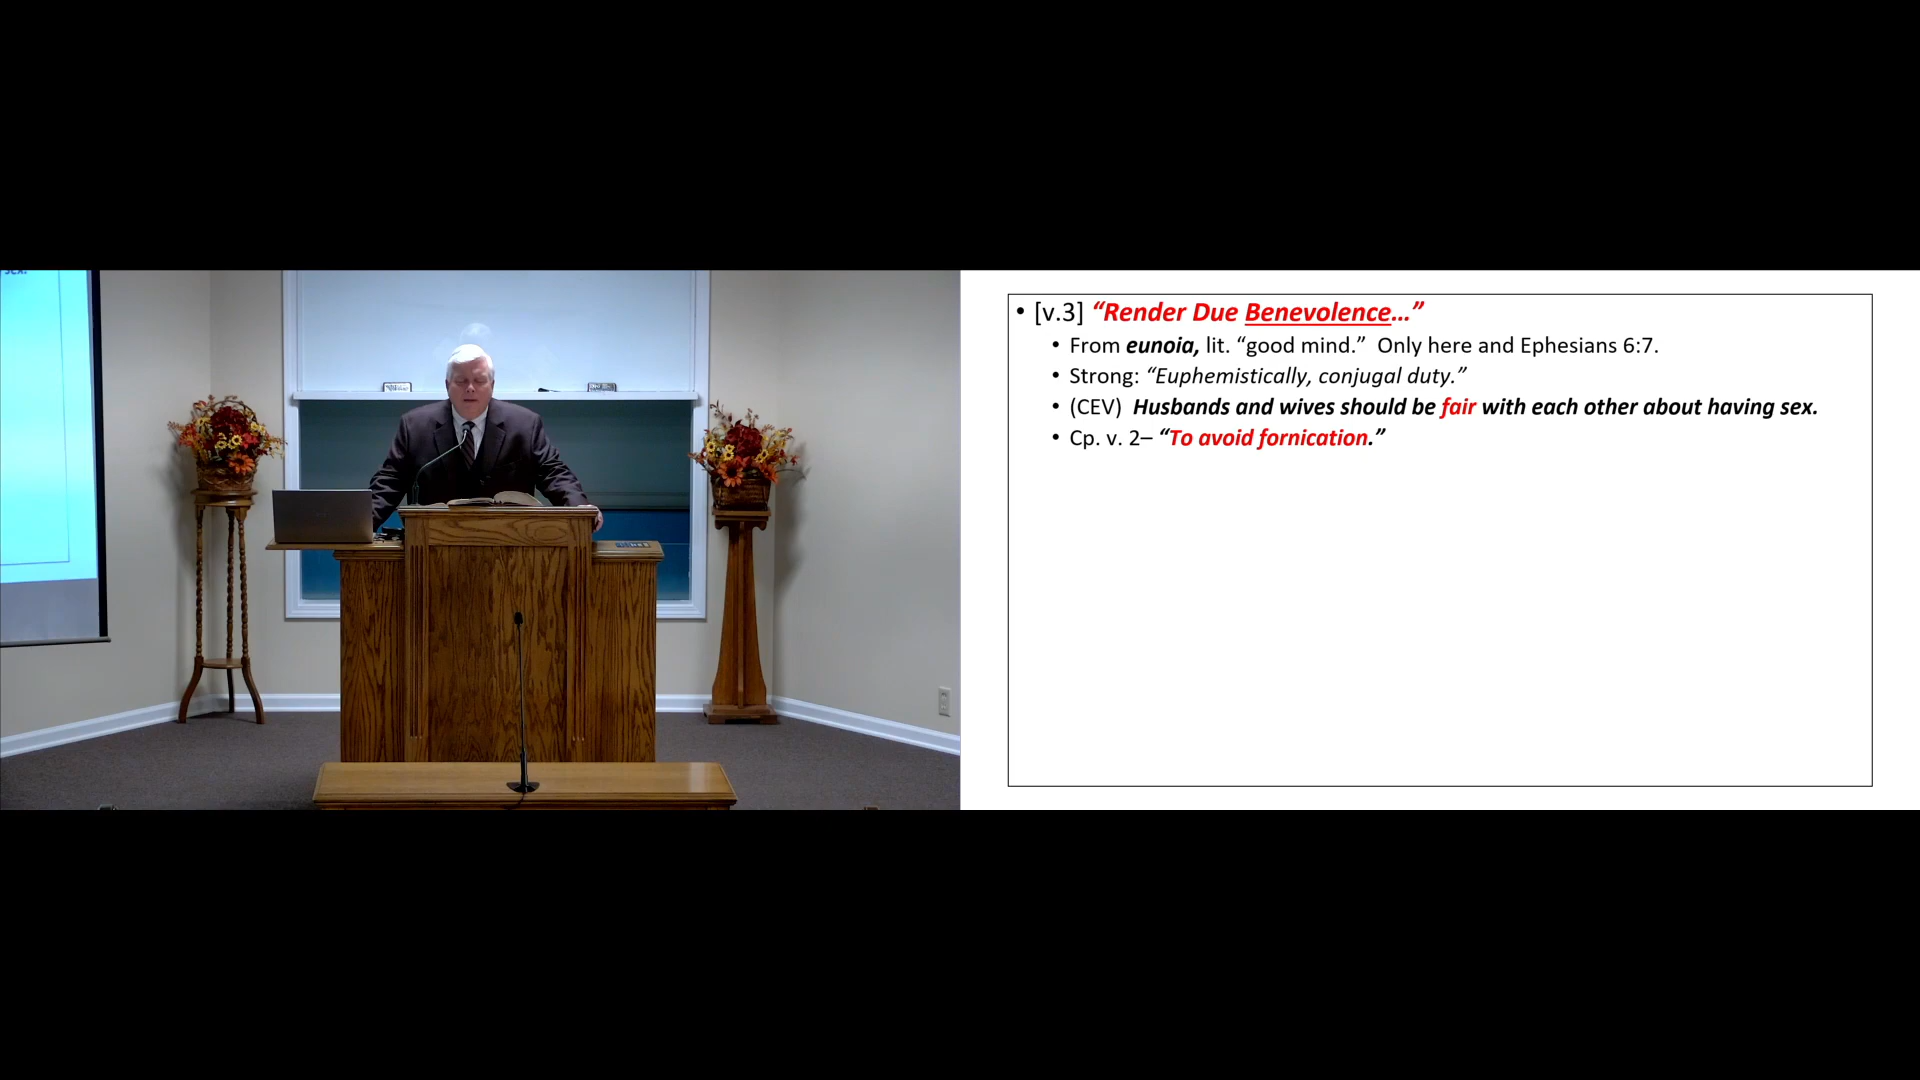 sex.
• [v.3] “Render Due Benevolence…”
• From eunoia, lit. “good mind.”  Only here and Ephesians 6:7.
• Strong: “Euphemistically, conjugal duty.”
• (CEV)  Husbands and wives should be fair with each other about having sex.
• Cp. v. 2– “To avoid fornication.”